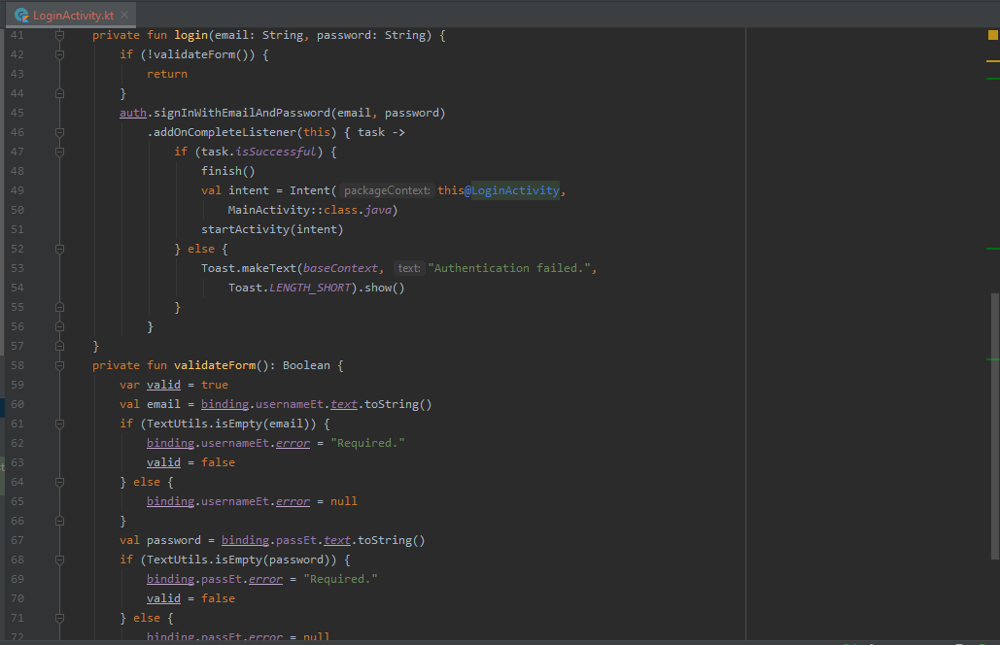 LoginActivity.kt
41 private fun login(email: String, password: String) {
42 if (!validateForm()) {
43 return
44 }
45 auth.signInWithEmailAndPassword(email, password)
46 .addOnCompleteListener(this) { task ->
47 if (task.isSuccessful) {
48 finish()
49 val intent = Intent( packageContext: this@LoginActivity,
50 MainActivity::class.java)
51 startActivity(intent)
52 } else {
53 Toast.makeText(baseContext, text: "Authentication failed.",
54 Toast.LENGTH_SHORT).show()
55 }
56 }
57 }
58 private fun validateForm(): Boolean {
59 var valid = true
60 val email = binding.usernameEt.text.toString()
61 if (TextUtils.isEmpty(email)) {
62 binding.usernameEt.error = "Required."
63 valid = false
64 } else {
65 binding.usernameEt.error = null
66 }
67 val password = binding.passEt.text.toString()
68 if (TextUtils.isEmpty(password)) {
69 binding.passEt.error = "Required."
70 valid = false
71 } else {
72 binding.passEt.error = null